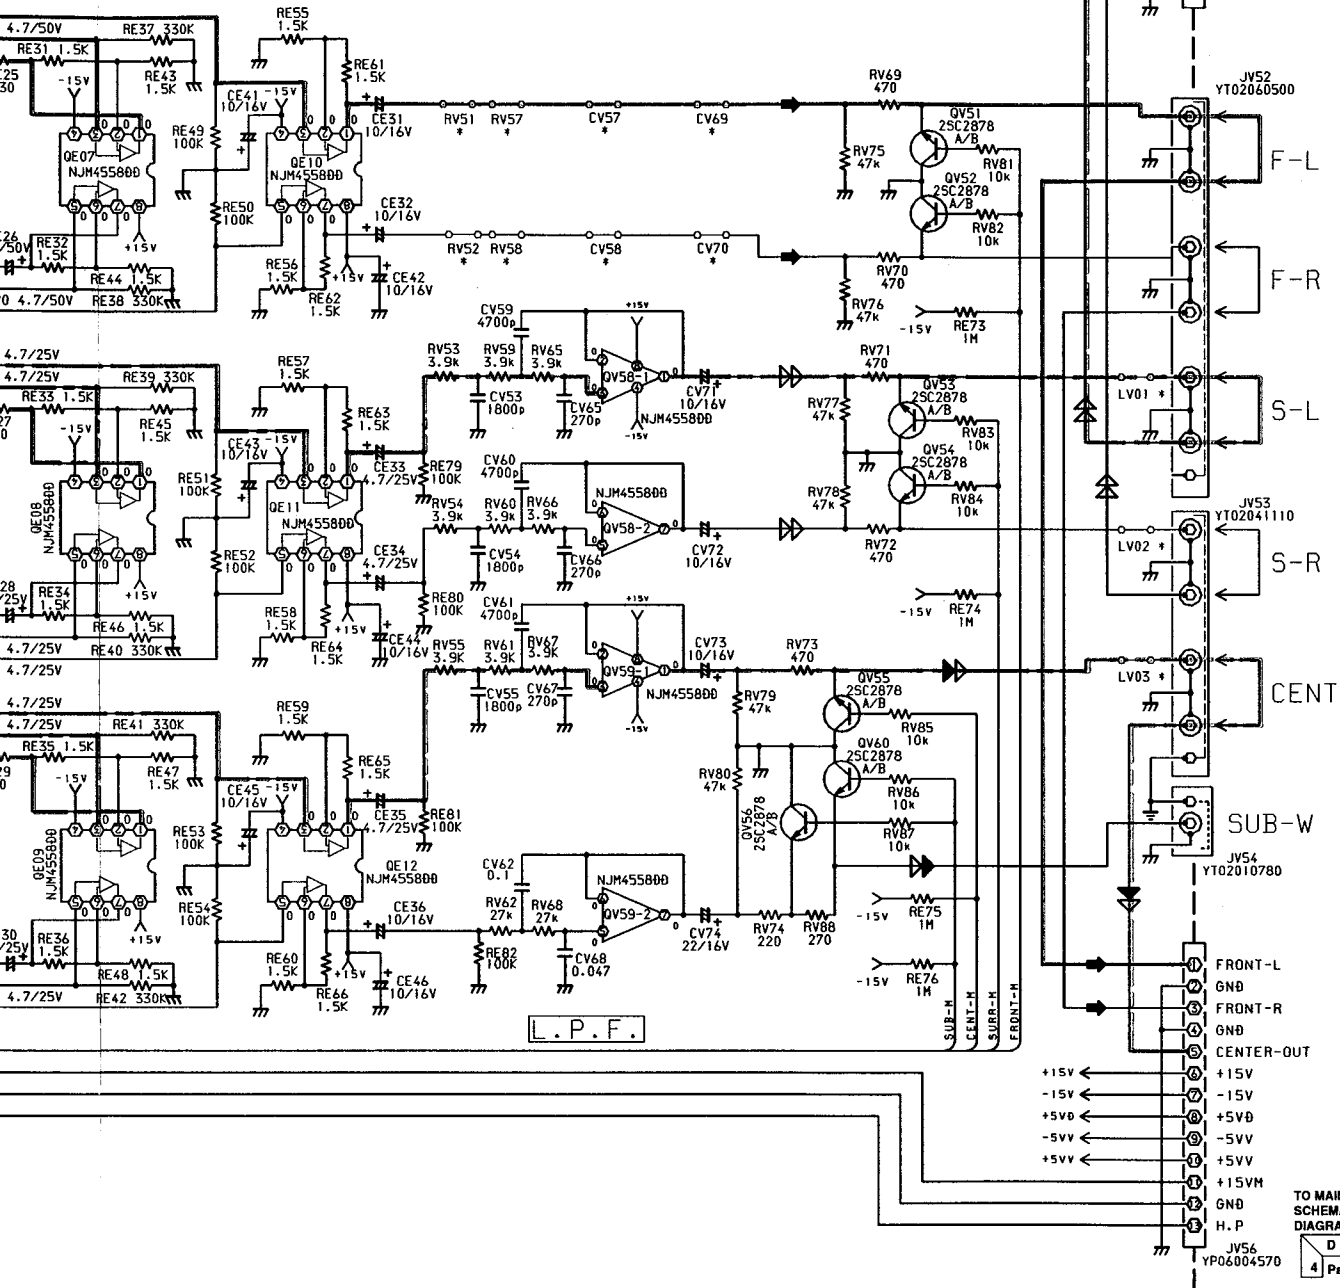 4.7/50V
RE37 330K
RE31 1.5K
RE43
1.5K
-15V
QE07
NJM4558DD
+15V
RE32
1.5K
RE44 1.5K
RE38 330K
4.7/50V
RE55
1.5K
RE61
1.5K
CE41
10/16V
-15V
RE49
100K
RE50
100K
QE10
NJM4558DD
CE31
10/16V
CE32
10/16V
RE56
1.5K
RE62
1.5K
+15V
CE42
10/16V
RV51
*
RV57
*
CV57
*
CV69
*
RV52
*
RV58
*
CV58
*
CV70
*
RV69
470
RV75
47k
QV51
2SC2878
A/B
RV81
10k
QV52
2SC2878
A/B
RV82
10k
RV70
470
RV76
47k
-15V
RE73
1M
JV52
YT02060500
F-L
F-R
4.7/25V
4.7/25V
RE39 330K
RE33 1.5K
RE45
1.5K
-15V
QE08
NJM4558DD
+15V
RE34
1.5K
RE46 1.5K
RE40 330K
4.7/25V
4.7/25V
RE57
1.5K
RE63
1.5K
CE43
10/16V
-15V
RE51
100K
RE52
100K
QE11
NJM4558DD
CE33
4.7/25V
CE34
4.7/25V
RE58
1.5K
RE64
1.5K
+15V
CE44
10/16V
RE79
100K
RE80
100K
RV53
3.9k
CV59
4700p
RV59
3.9k
RV65
3.9k
CV53
1800p
CV65
270p
+15V
QV58-1
NJM4558DD
-15V
CV71
10/16V
RV54
3.9k
CV60
4700p
RV60
3.9k
RV66
3.9k
CV54
1800p
CV66
270p
NJM4558DD
QV58-2
CV72
10/16V
RV71
470
RV77
47k
QV53
2SC2878
A/B
RV83
10k
QV54
2SC2878
A/B
RV84
10k
RV78
47k
RV72
470
-15V
RE74
1M
LV01 *
S-L
JV53
YT02041110
LV02 *
S-R
4.7/25V
4.7/25V
RE41 330K
RE35 1.5K
RE47
1.5K
-15V
QE09
NJM4558DD
+15V
RE36
1.5K
RE48 1.5K
RE42 330K
4.7/25V
RE59
1.5K
RE65
1.5K
CE45
10/16V
-15V
RE53
100K
RE54
100K
QE12
NJM4558DD
CE35
4.7/25V
CE36
10/16V
RE60
1.5K
RE66
1.5K
+15V
CE46
10/16V
RE81
100K
RE82
100K
RV55
3.9k
CV61
4700p
RV61
3.9k
RV67
3.9k
CV55
1800p
CV67
270p
+15V
QV59-1
NJM4558DD
-15V
CV73
10/16V
CV62
0.1
RV62
27k
RV68
27k
CV68
0.047
NJM4558DD
QV59-2
CV74
22/16V
RV73
470
RV79
47k
QV55
2SC2878
A/B
RV85
10k
QV60
2SC2878
A/B
RV86
10k
RV80
47k
QV56
2SC2878
A/B
RV87
10k
RV74
220
RV88
270
-15V
RE75
1M
-15V
RE76
1M
LV03 *
CENT
SUB-W
JV54
YT02010780
L.P.F.
SUB-M
CENT-M
SURR-M
FRONT-M
1 FRONT-L
2 GND
3 FRONT-R
4 GND
5 CENTER-OUT
+15V 6 +15V
-15V 7 -15V
+5VD 8 +5VD
-5VV 9 -5VV
+5VV 10 +5VV
11 +15VM
12 GND
13 H.P
JV56
YP06004570
TO MAI
SCHEM
DIAGRA
D
4